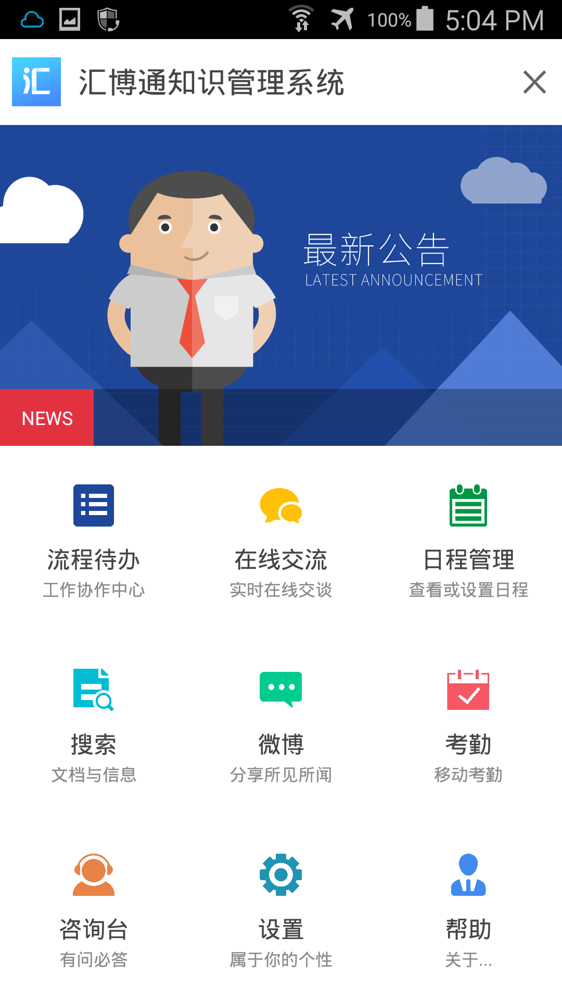 100% 5:04 PM
汇 汇博通知识管理系统
最新公告
LATEST ANNOUNCEMENT
NEWS
流程待办 在线交流 日程管理
工作协作中心 实时在线交谈 查看或设置日程
搜索 微博 考勤
文档与信息 分享所见所闻 移动考勤
咨询台 设置 帮助
有问必答 属于你的个性 关于...